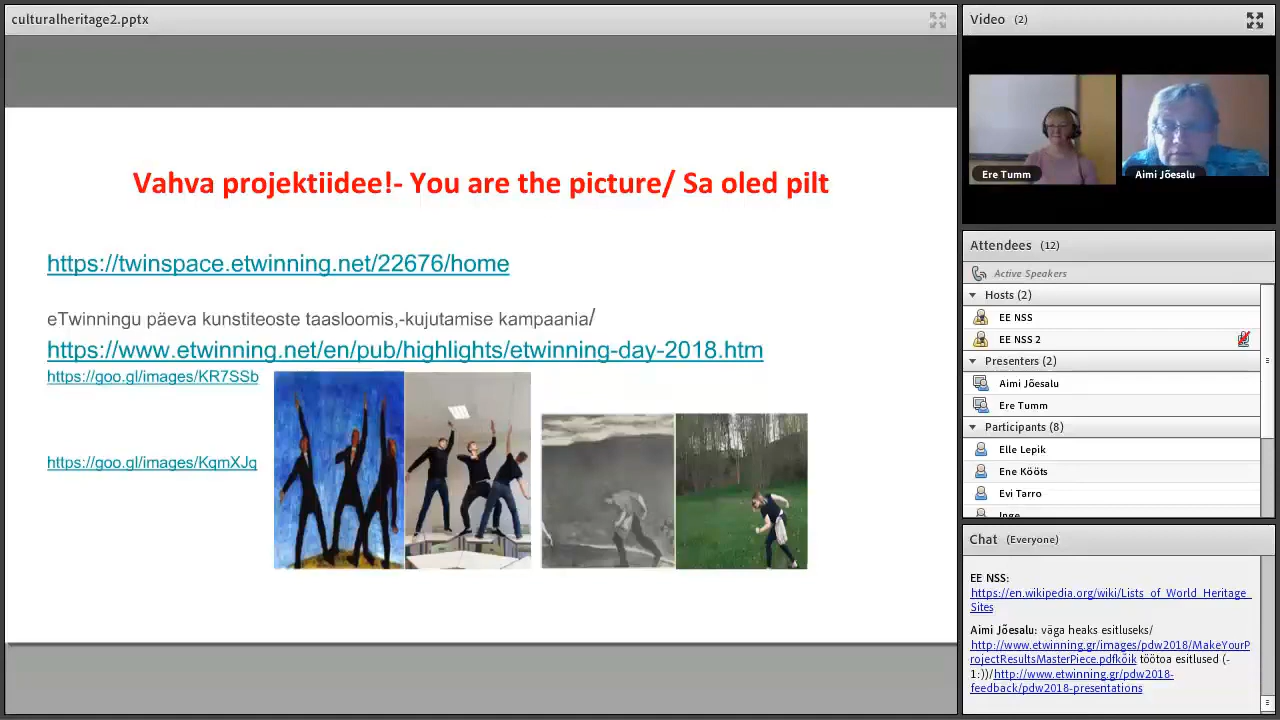 culturalheritage2.pptx
Vahva projektiidee!- You are the picture/ Sa oled pilt
https://twinspace.etwinning.net/22676/home
eTwinningu päeva kunstiteoste taasloomis,-kujutamise kampaania/
https://www.etwinning.net/en/pub/highlights/etwinning-day-2018.htm
https://goo.gl/images/KR7SSb
https://goo.gl/images/KqmXJq
Video (2)
Ere Tumm
Aimi Jõesalu
Attendees (12)
Active Speakers
Hosts (2)
EE NSS
EE NSS 2
Presenters (2)
Aimi Jõesalu
Ere Tumm
Participants (8)
Elle Lepik
Ene Kööts
Evi Tarro
Inge
Chat (Everyone)
EE NSS:
https://en.wikipedia.org/wiki/Lists_of_World_Heritage_
Sites
Aimi Jõesalu: väga heaks esitluseks/
http://www.etwinning.gr/images/pdw2018/MakeYourP
rojectResultsMasterPiece.pdfkõik töötoa esitlused (-
1:))/http://www.etwinning.gr/pdw2018-
feedback/pdw2018-presentations